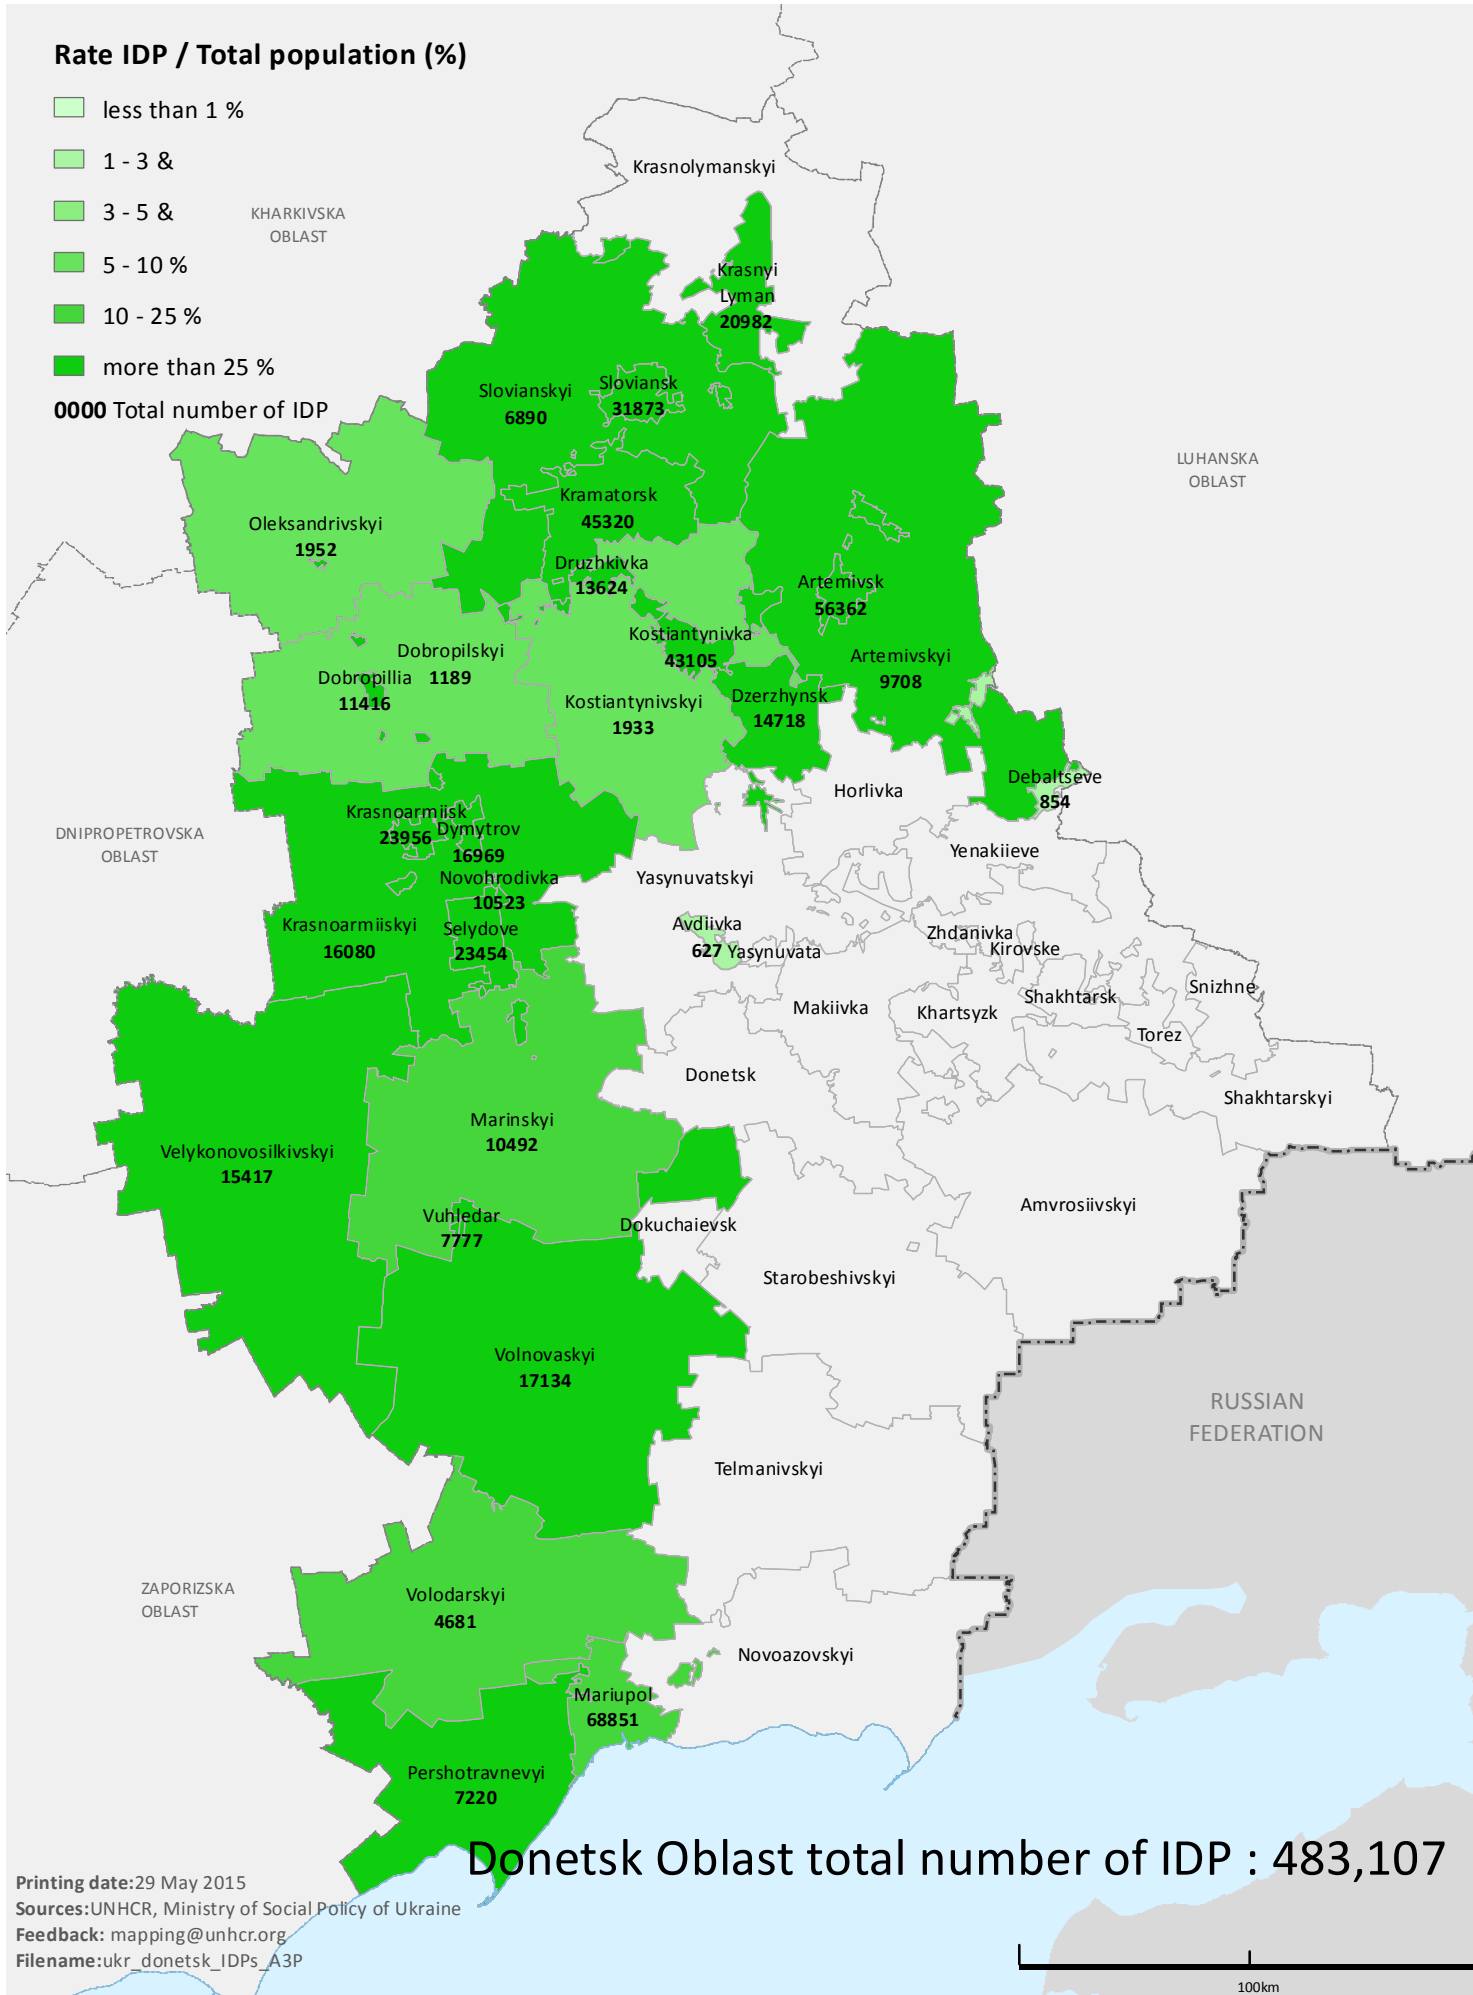 Rate IDP / Total population (%)
less than 1 %
1 - 3 &
3 - 5 &
5 - 10 %
10 - 25 %
more than 25 %
0000 Total number of IDP
KHARKIVSKA
OBLAST
LUHANSKA
OBLAST
DNIPROPETROVSKA
OBLAST
ZAPORIZSKA
OBLAST
RUSSIAN
FEDERATION
Krasnolymanskyi
Krasnyi
Lyman
20982
Slovianskyi
6890
Sloviansk
31873
Kramatorsk
45320
Oleksandrivskyi
1952
Druzhkivka
13624
Artemivsk
56362
Kostiantynivka
43105
Artemivskyi
9708
Dobropilskyi
1189
Dobropillia
11416
Kostiantynivskyi
1933
Dzerzhynsk
14718
Debaltseve
854
Horlivka
Krasnoarmiisk
23956
Dymytrov
16969
Yenakiieve
Novohrodivka
10523
Yasynuvatskyi
Krasnoarmiiskyi
16080
Selydove
23454
Avdiivka
627
Yasynuvata
Zhdanivka
Kirovske
Snizhne
Makiivka
Khartsyzk
Shakhtarsk
Torez
Donetsk
Shakhtarskyi
Marinskyi
10492
Velykonovosilkivskyi
15417
Amvrosiivskyi
Vuhledar
7777
Dokuchaievsk
Starobeshivskyi
Volnovaskyi
17134
Telmanivskyi
Volodarskyi
4681
Novoazovskyi
Mariupol
68851
Pershotravnevyi
7220
Donetsk Oblast total number of IDP : 483,107
Printing date:29 May 2015
Sources:UNHCR, Ministry of Social Policy of Ukraine
Feedback: mapping@unhcr.org
Filename:ukr_donetsk_IDPs_A3P
100km